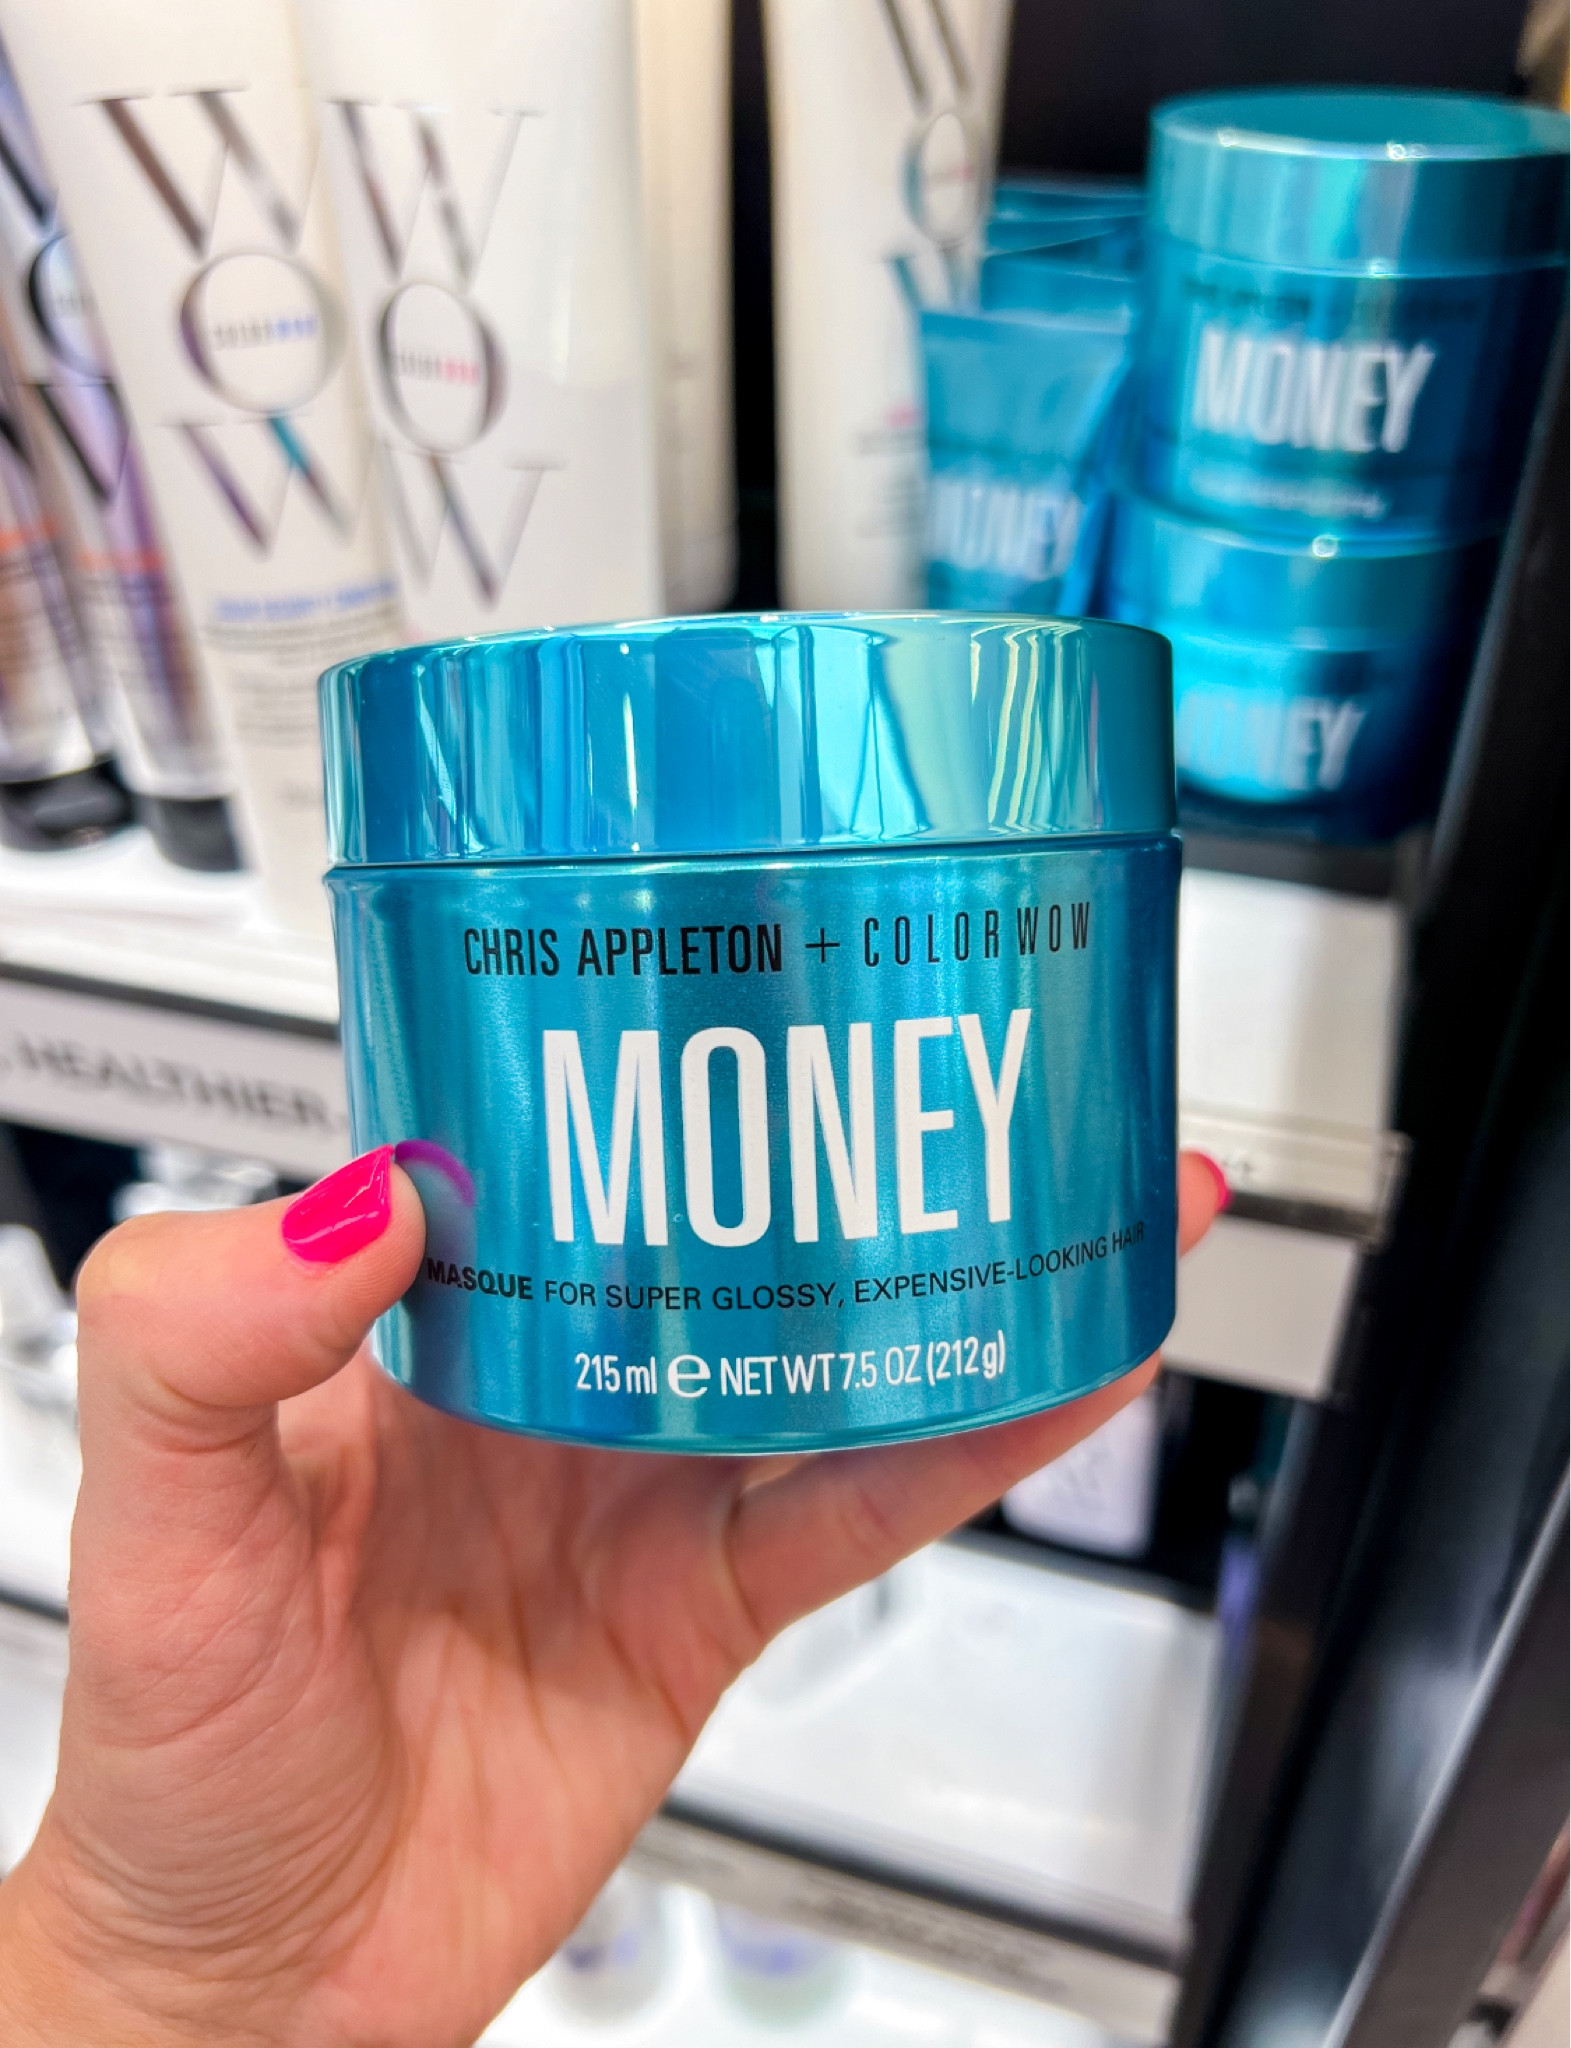 WOW
WOW
MONEY
MONEY
MONEY
CHRIS APPLETON + COLOR WOW
MONEY
MASQUE FOR SUPER GLOSSY, EXPENSIVE-LOOKING HAIR
215 ml e NET WT 7.5 OZ (212 g)
HEALTHIER